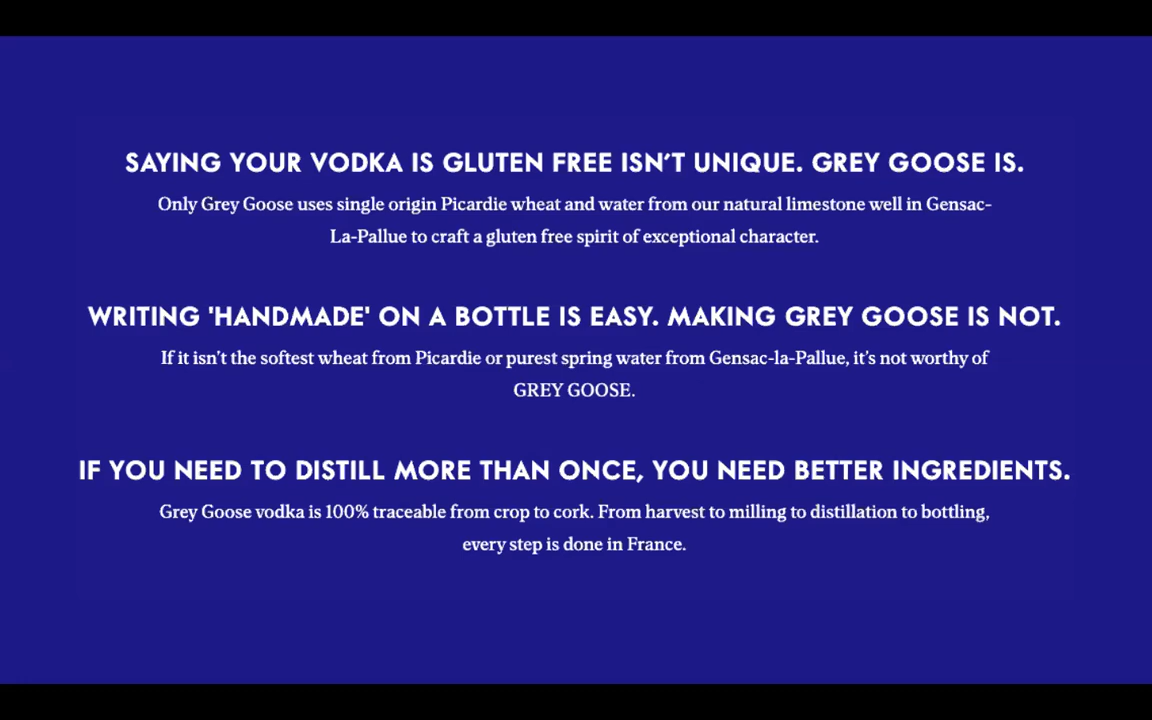 SAYING YOUR VODKA IS GLUTEN FREE ISN’T UNIQUE. GREY GOOSE IS.
Only Grey Goose uses single origin Picardie wheat and water from our natural limestone well in Gensac-
La-Pallue to craft a gluten free spirit of exceptional character.
WRITING 'HANDMADE' ON A BOTTLE IS EASY. MAKING GREY GOOSE IS NOT.
If it isn’t the softest wheat from Picardie or purest spring water from Gensac-la-Pallue, it’s not worthy of
GREY GOOSE.
IF YOU NEED TO DISTILL MORE THAN ONCE, YOU NEED BETTER INGREDIENTS.
Grey Goose vodka is 100% traceable from crop to cork. From harvest to milling to distillation to bottling,
every step is done in France.